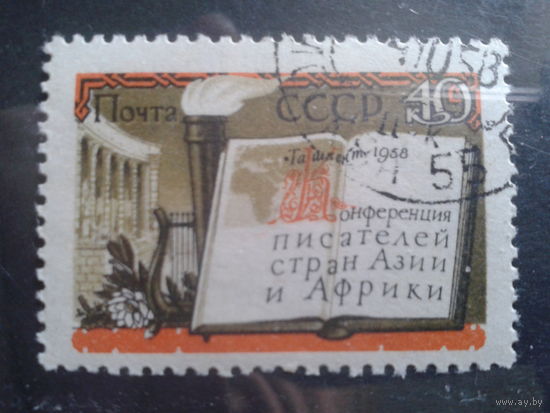 Почта СССР 40 к.
Ташкент 1958
Конференция
писателей
стран Азии
и Африки
www.ay.by